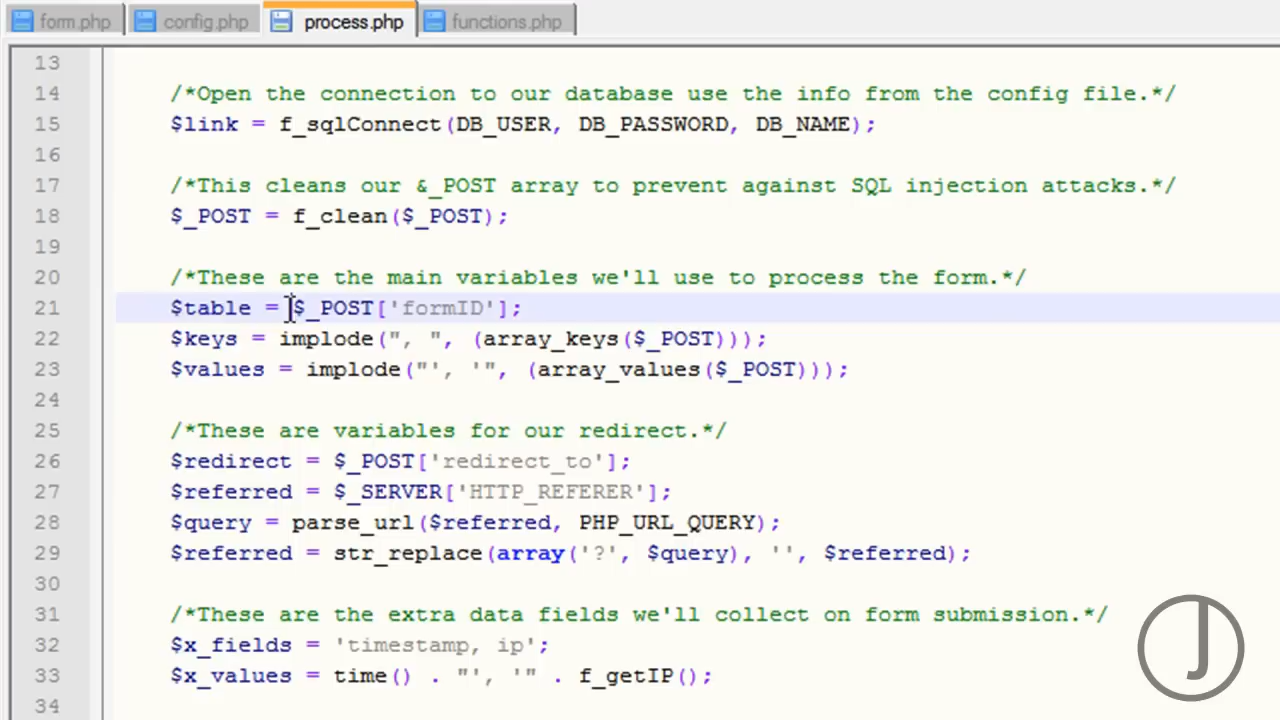 form.php config.php process.php functions.php
13
14 /*Open the connection to our database use the info from the config file.*/
15 $link = f_sqlConnect(DB_USER, DB_PASSWORD, DB_NAME);
16
17 /*This cleans our &_POST array to prevent against SQL injection attacks.*/
18 $_POST = f_clean($_POST);
19
20 /*These are the main variables we'll use to process the form.*/
21 $table = $_POST['formID'];
22 $keys = implode(", ", (array_keys($_POST)));
23 $values = implode("', '", (array_values($_POST)));
24
25 /*These are variables for our redirect.*/
26 $redirect = $_POST['redirect_to'];
27 $referred = $_SERVER['HTTP_REFERER'];
28 $query = parse_url($referred, PHP_URL_QUERY);
29 $referred = str_replace(array('?', $query), '', $referred);
30
31 /*These are the extra data fields we'll collect on form submission.*/
32 $x_fields = 'timestamp, ip';
33 $x_values = time() . "', '" . f_getIP();
34
J